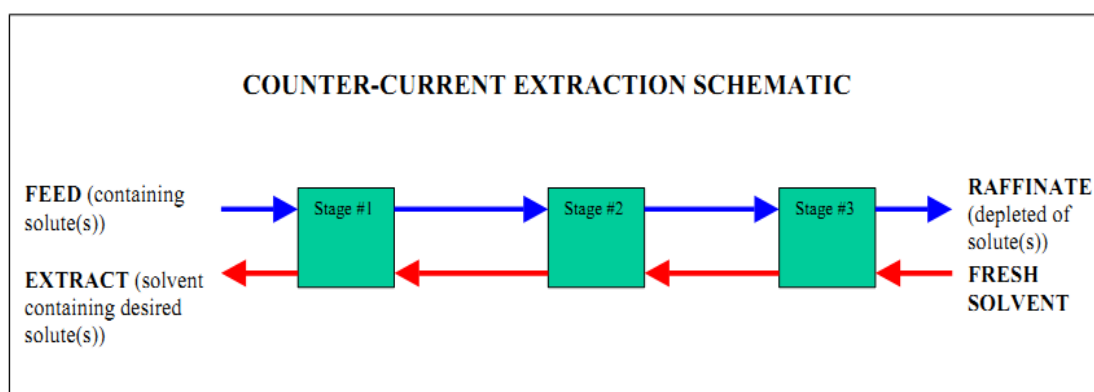 COUNTER-CURRENT EXTRACTION SCHEMATIC
FEED (containing
solute(s))
EXTRACT (solvent
containing desired
solute(s))
Stage #1
Stage #2
Stage #3
RAFFINATE
(depleted of
solute(s))
FRESH
SOLVENT